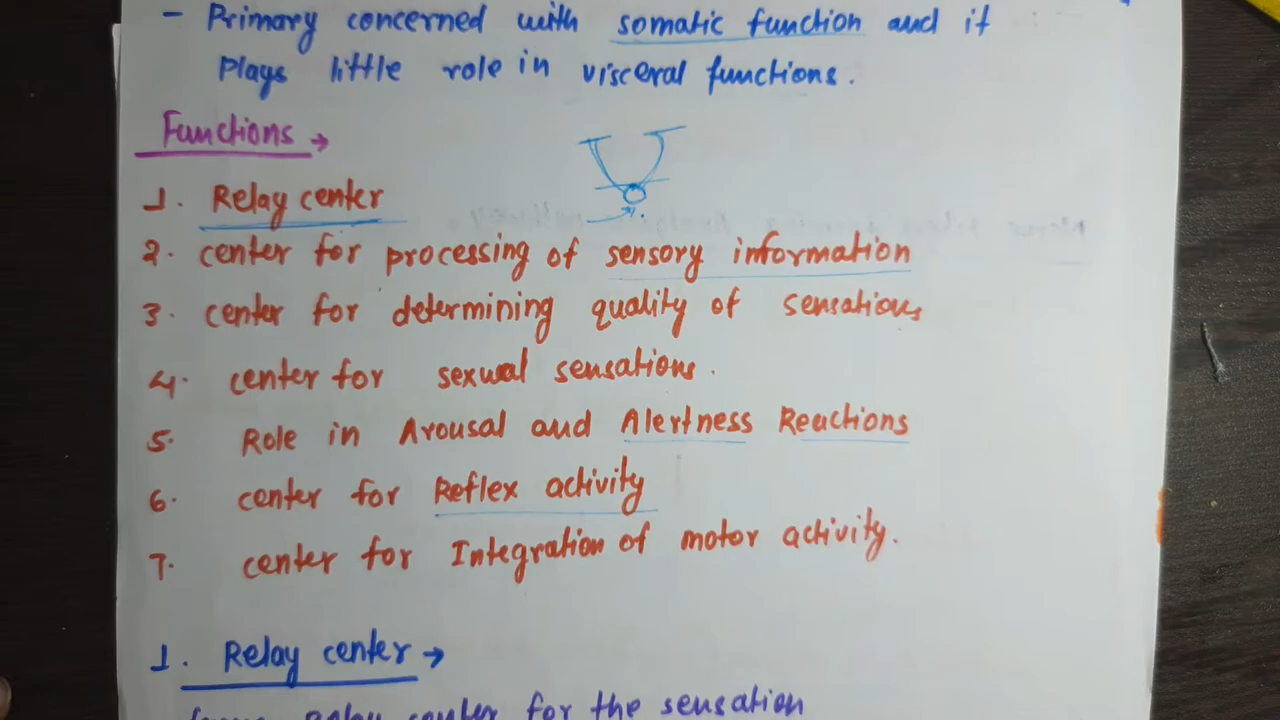 - Primary concerned with somatic function and it
Plays little role in visceral functions.
Functions →
1. Relay center
2. center for processing of sensory information
3. center for determining quality of sensations
4. center for sexual sensations.
5. Role in Arousal and Alertness Reactions
6. center for Reflex activity
7. center for Integration of motor activity.
1. Relay center →
center for the sensation